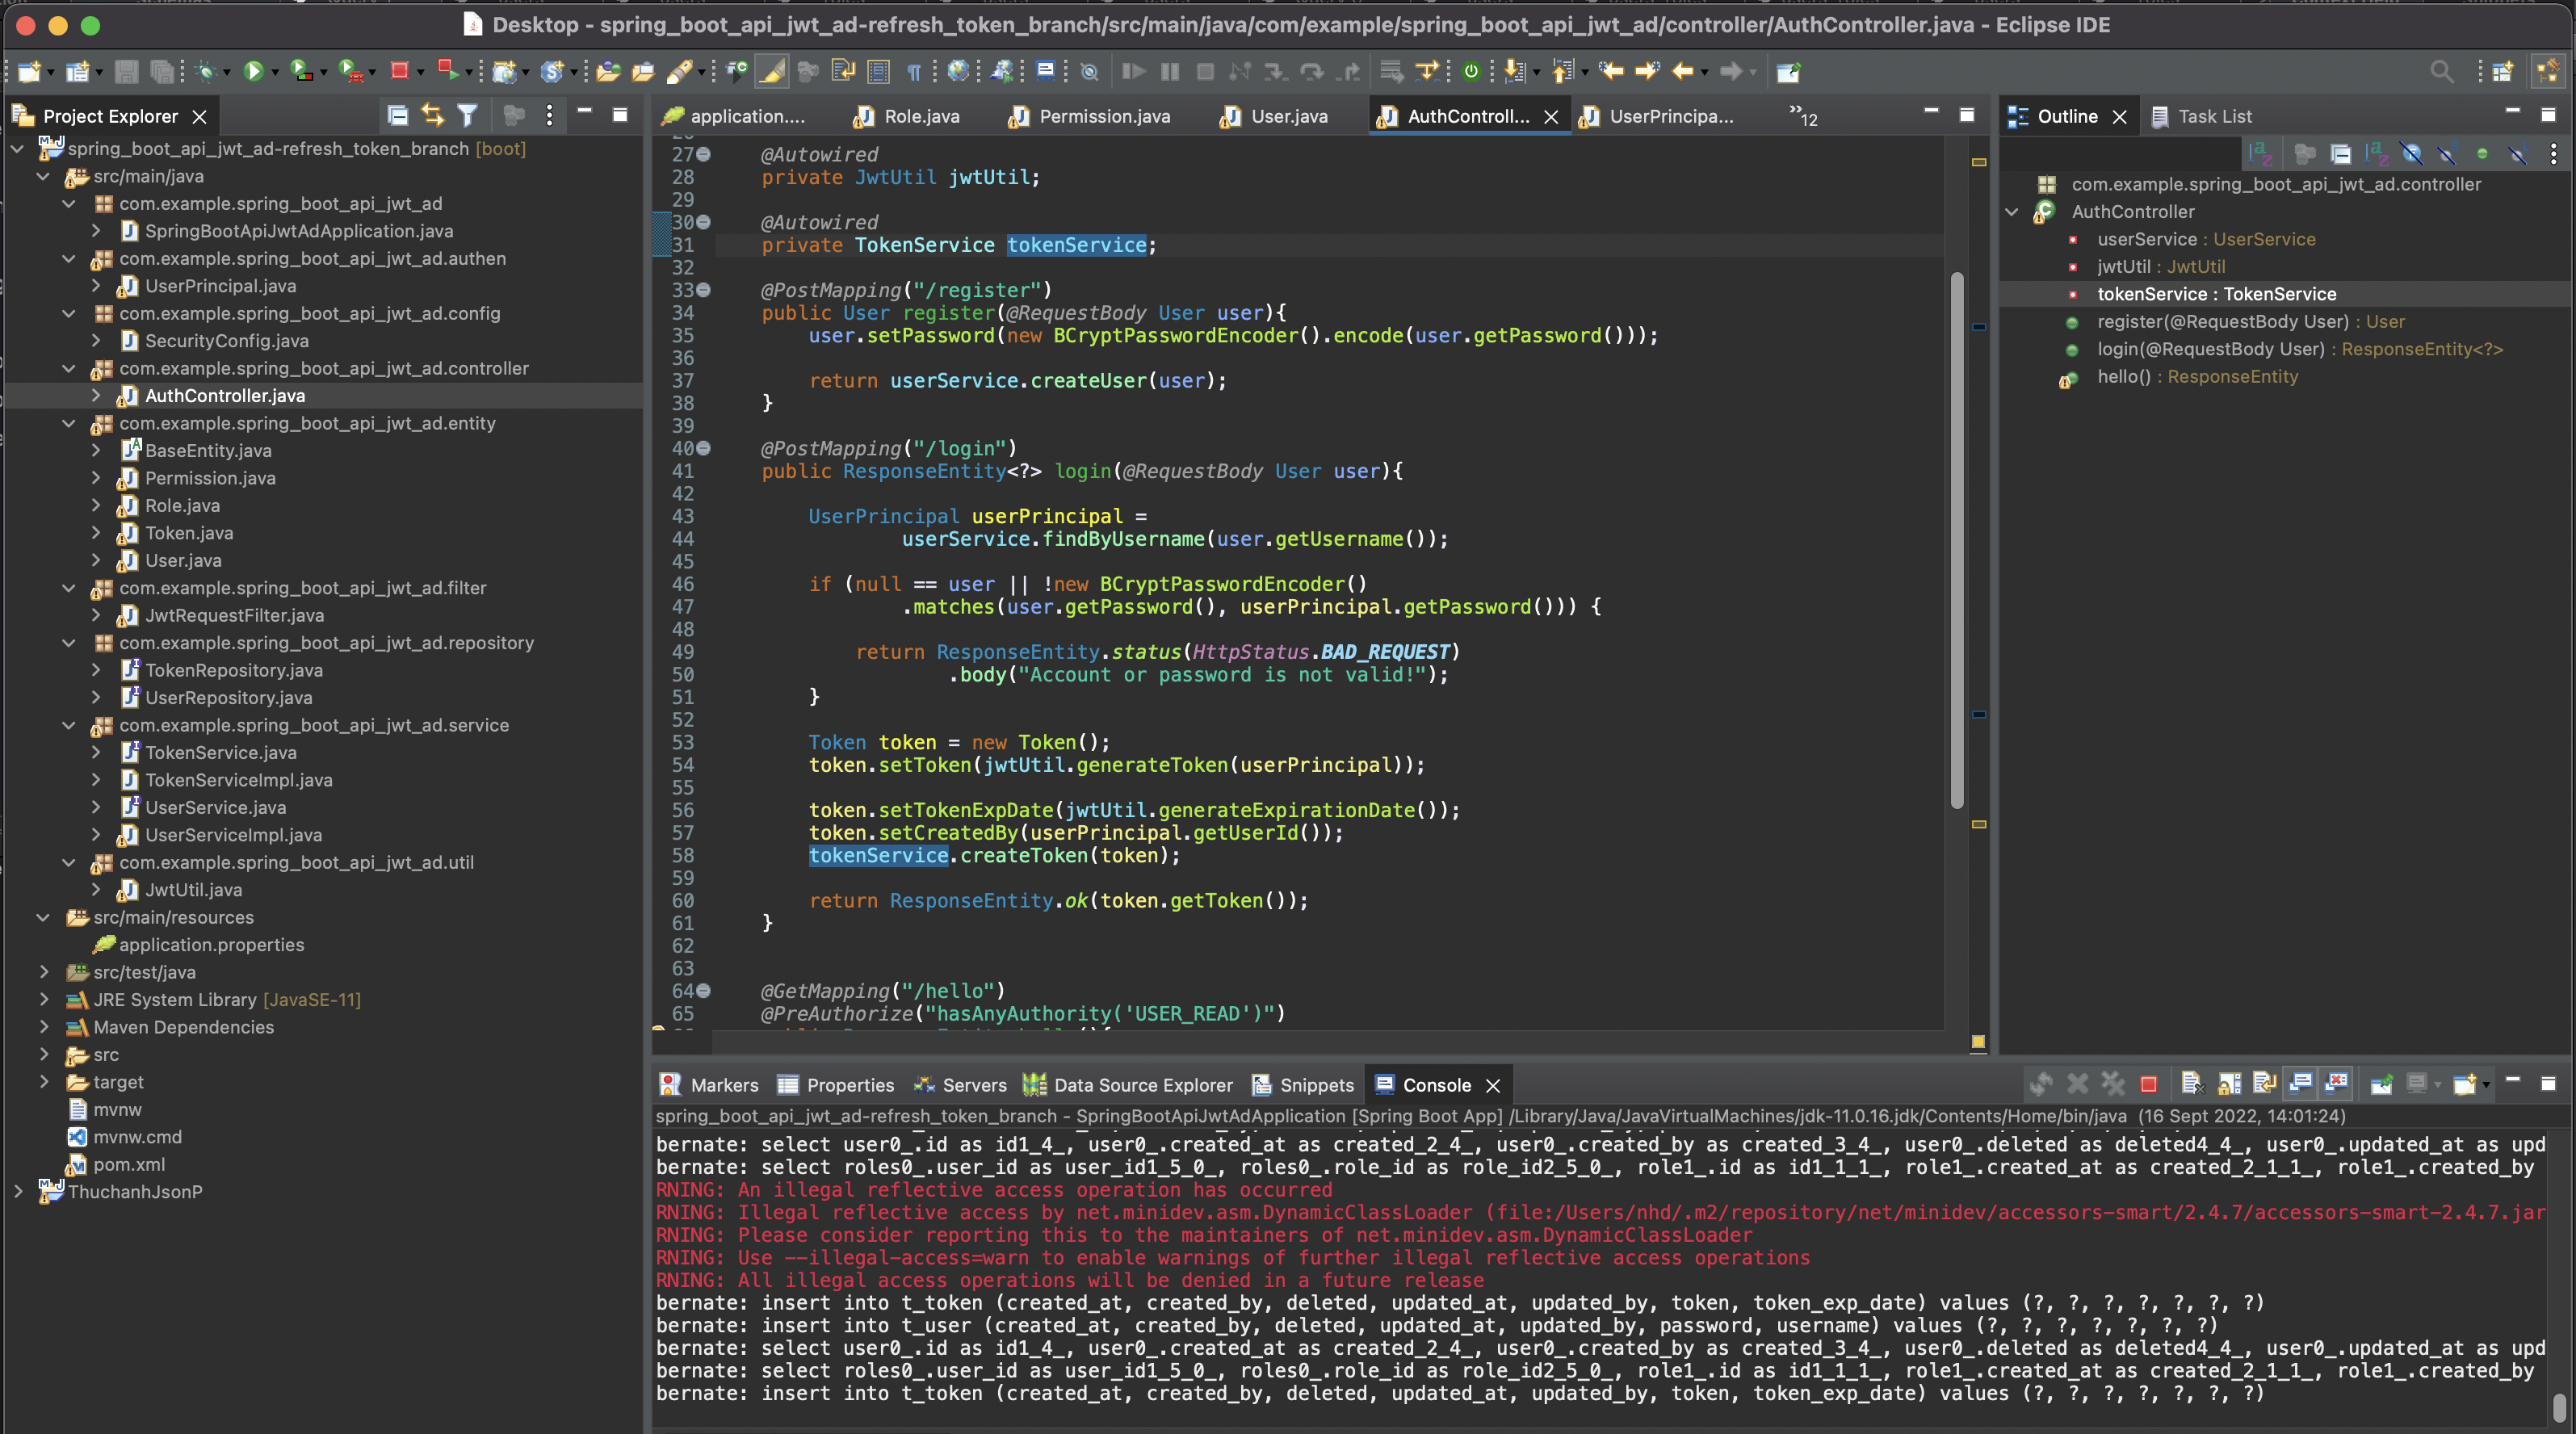 Desktop - spring_boot_api_jwt_ad-refresh_token_branch/src/main/java/com/example/spring_boot_api_jwt_ad/controller/AuthController.java - Eclipse IDE
Project Explorer
spring_boot_api_jwt_ad-refresh_token_branch [boot]
src/main/java
com.example.spring_boot_api_jwt_ad
SpringBootApiJwtAdApplication.java
com.example.spring_boot_api_jwt_ad.authen
UserPrincipal.java
com.example.spring_boot_api_jwt_ad.config
SecurityConfig.java
com.example.spring_boot_api_jwt_ad.controller
AuthController.java
com.example.spring_boot_api_jwt_ad.entity
BaseEntity.java
Permission.java
Role.java
Token.java
User.java
com.example.spring_boot_api_jwt_ad.filter
JwtRequestFilter.java
com.example.spring_boot_api_jwt_ad.repository
TokenRepository.java
UserRepository.java
com.example.spring_boot_api_jwt_ad.service
TokenService.java
TokenServiceImpl.java
UserService.java
UserServiceImpl.java
com.example.spring_boot_api_jwt_ad.util
JwtUtil.java
src/main/resources
application.properties
src/test/java
JRE System Library [JavaSE-11]
Maven Dependencies
src
target
mvnw
mvnw.cmd
pom.xml
ThuchanhJsonP
application.... Role.java Permission.java User.java AuthControll... UserPrincipa... »12
27 @Autowired
28 private JwtUtil jwtUtil;
29
30 @Autowired
31 private TokenService tokenService;
32
33 @PostMapping("/register")
34 public User register(@RequestBody User user){
35 user.setPassword(new BCryptPasswordEncoder().encode(user.getPassword()));
36
37 return userService.createUser(user);
38 }
39
40 @PostMapping("/login")
41 public ResponseEntity<?> login(@RequestBody User user){
42
43 UserPrincipal userPrincipal =
44 userService.findByUsername(user.getUsername());
45
46 if (null == user || !new BCryptPasswordEncoder()
47 .matches(user.getPassword(), userPrincipal.getPassword())) {
48
49 return ResponseEntity.status(HttpStatus.BAD_REQUEST)
50 .body("Account or password is not valid!");
51 }
52
53 Token token = new Token();
54 token.setToken(jwtUtil.generateToken(userPrincipal));
55
56 token.setTokenExpDate(jwtUtil.generateExpirationDate());
57 token.setCreatedBy(userPrincipal.getUserId());
58 tokenService.createToken(token);
59
60 return ResponseEntity.ok(token.getToken());
61 }
62
63
64 @GetMapping("/hello")
65 @PreAuthorize("hasAnyAuthority('USER_READ')")
Outline Task List
com.example.spring_boot_api_jwt_ad.controller
AuthController
userService : UserService
jwtUtil : JwtUtil
tokenService : TokenService
register(@RequestBody User) : User
login(@RequestBody User) : ResponseEntity<?>
hello() : ResponseEntity
Markers Properties Servers Data Source Explorer Snippets Console
spring_boot_api_jwt_ad-refresh_token_branch - SpringBootApiJwtAdApplication [Spring Boot App] /Library/Java/JavaVirtualMachines/jdk-11.0.16.jdk/Contents/Home/bin/java (16 Sept 2022, 14:01:24)
bernate: select user0_.id as id1_4_, user0_.created_at as created_2_4_, user0_.created_by as created_3_4_, user0_.deleted as deleted4_4_, user0_.updated_at as upd
bernate: select roles0_.user_id as user_id1_5_0_, roles0_.role_id as role_id2_5_0_, role1_.id as id1_1_1_, role1_.created_at as created_2_1_1_, role1_.created_by
RNING: An illegal reflective access operation has occurred
RNING: Illegal reflective access by net.minidev.asm.DynamicClassLoader (file:/Users/nhd/.m2/repository/net/minidev/accessors-smart/2.4.7/accessors-smart-2.4.7.jar
RNING: Please consider reporting this to the maintainers of net.minidev.asm.DynamicClassLoader
RNING: Use --illegal-access=warn to enable warnings of further illegal reflective access operations
RNING: All illegal access operations will be denied in a future release
bernate: insert into t_token (created_at, created_by, deleted, updated_at, updated_by, token, token_exp_date) values (?, ?, ?, ?, ?, ?, ?)
bernate: insert into t_user (created_at, created_by, deleted, updated_at, updated_by, password, username) values (?, ?, ?, ?, ?, ?, ?)
bernate: select user0_.id as id1_4_, user0_.created_at as created_2_4_, user0_.created_by as created_3_4_, user0_.deleted as deleted4_4_, user0_.updated_at as upd
bernate: select roles0_.user_id as user_id1_5_0_, roles0_.role_id as role_id2_5_0_, role1_.id as id1_1_1_, role1_.created_at as created_2_1_1_, role1_.created_by
bernate: insert into t_token (created_at, created_by, deleted, updated_at, updated_by, token, token_exp_date) values (?, ?, ?, ?, ?, ?, ?)